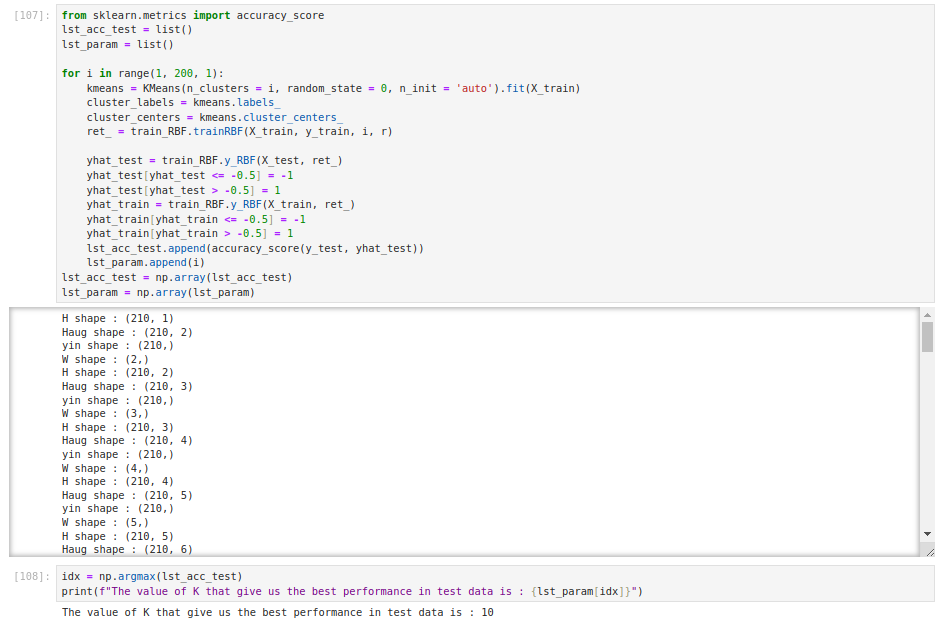 [107]: from sklearn.metrics import accuracy_score
lst_acc_test = list()
lst_param = list()
for i in range(1, 200, 1):
    kmeans = KMeans(n_clusters = i, random_state = 0, n_init = 'auto').fit(X_train)
    cluster_labels = kmeans.labels_
    cluster_centers = kmeans.cluster_centers_
    ret_ = train_RBF.trainRBF(X_train, y_train, i, r)
    yhat_test = train_RBF.y_RBF(X_test, ret_)
    yhat_test[yhat_test <= -0.5] = -1
    yhat_test[yhat_test > -0.5] = 1
    yhat_train = train_RBF.y_RBF(X_train, ret_)
    yhat_train[yhat_train <= -0.5] = -1
    yhat_train[yhat_train > -0.5] = 1
    lst_acc_test.append(accuracy_score(y_test, yhat_test))
    lst_param.append(i)
lst_acc_test = np.array(lst_acc_test)
lst_param = np.array(lst_param)
H shape : (210, 1)
Haug shape : (210, 2)
yin shape : (210,)
W shape : (2,)
H shape : (210, 2)
Haug shape : (210, 3)
yin shape : (210,)
W shape : (3,)
H shape : (210, 3)
Haug shape : (210, 4)
yin shape : (210,)
W shape : (4,)
H shape : (210, 4)
Haug shape : (210, 5)
yin shape : (210,)
W shape : (5,)
H shape : (210, 5)
Haug shape : (210, 6)
[108]: idx = np.argmax(lst_acc_test)
print(f"The value of K that give us the best performance in test data is : {lst_param[idx]}")
The value of K that give us the best performance in test data is : 10